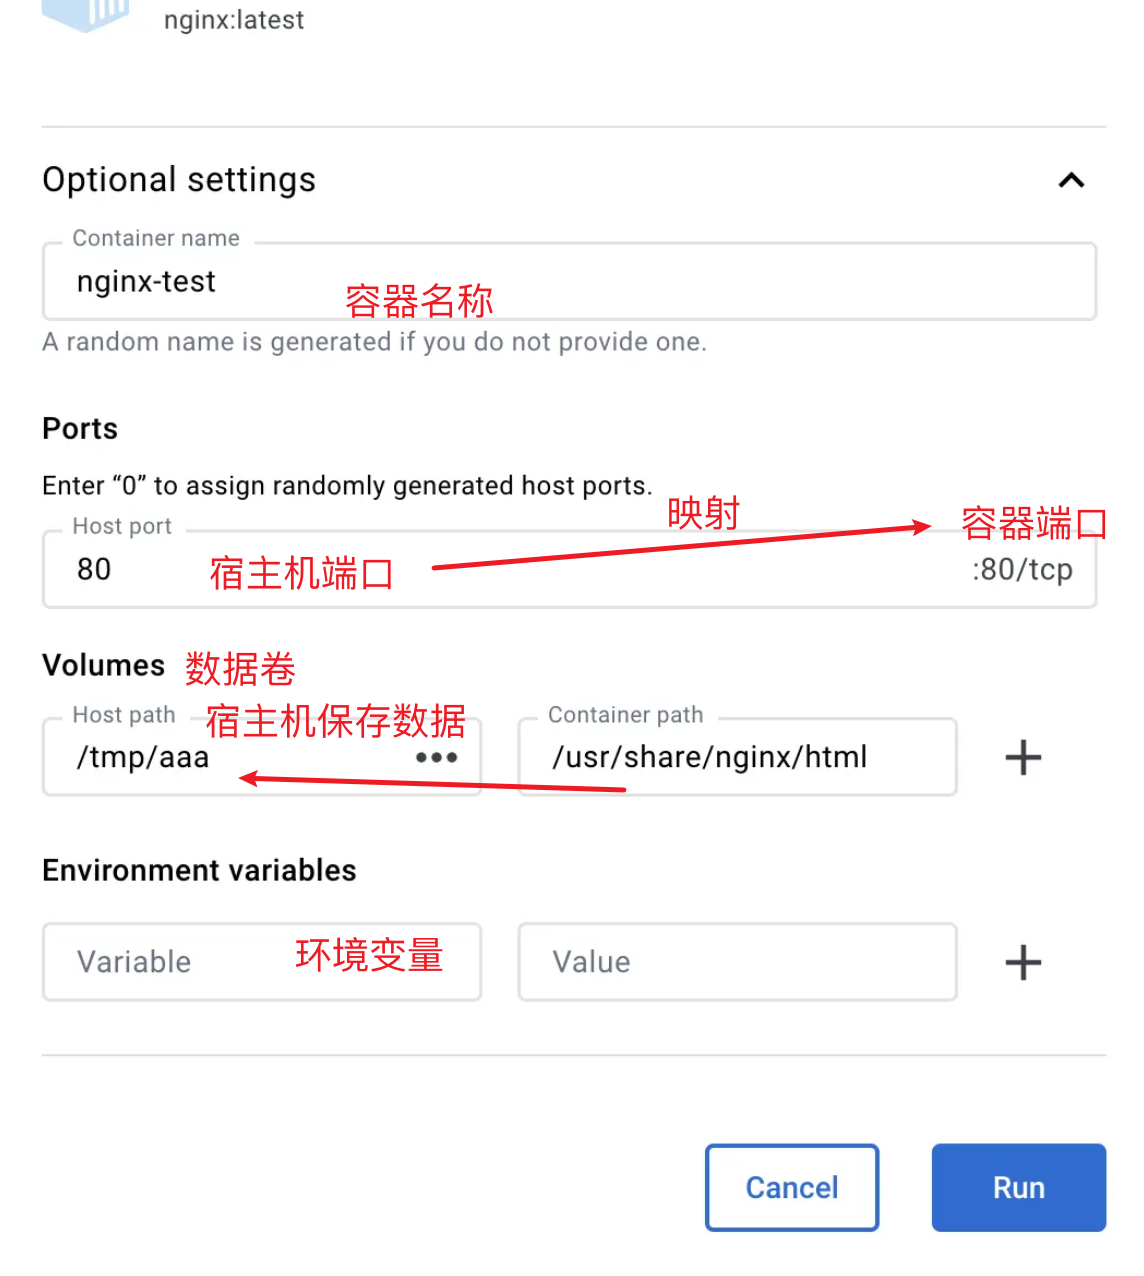 nginx:latest
Optional settings
Container name
nginx-test
容器名称
A random name is generated if you do not provide one.
Ports
Enter “0” to assign randomly generated host ports.
映射
容器端口
Host port
80
宿主机端口
:80/tcp
Volumes
数据卷
Host path
宿主机保存数据
Container path
/tmp/aaa
/usr/share/nginx/html
Environment variables
Variable
环境变量
Value
Cancel
Run